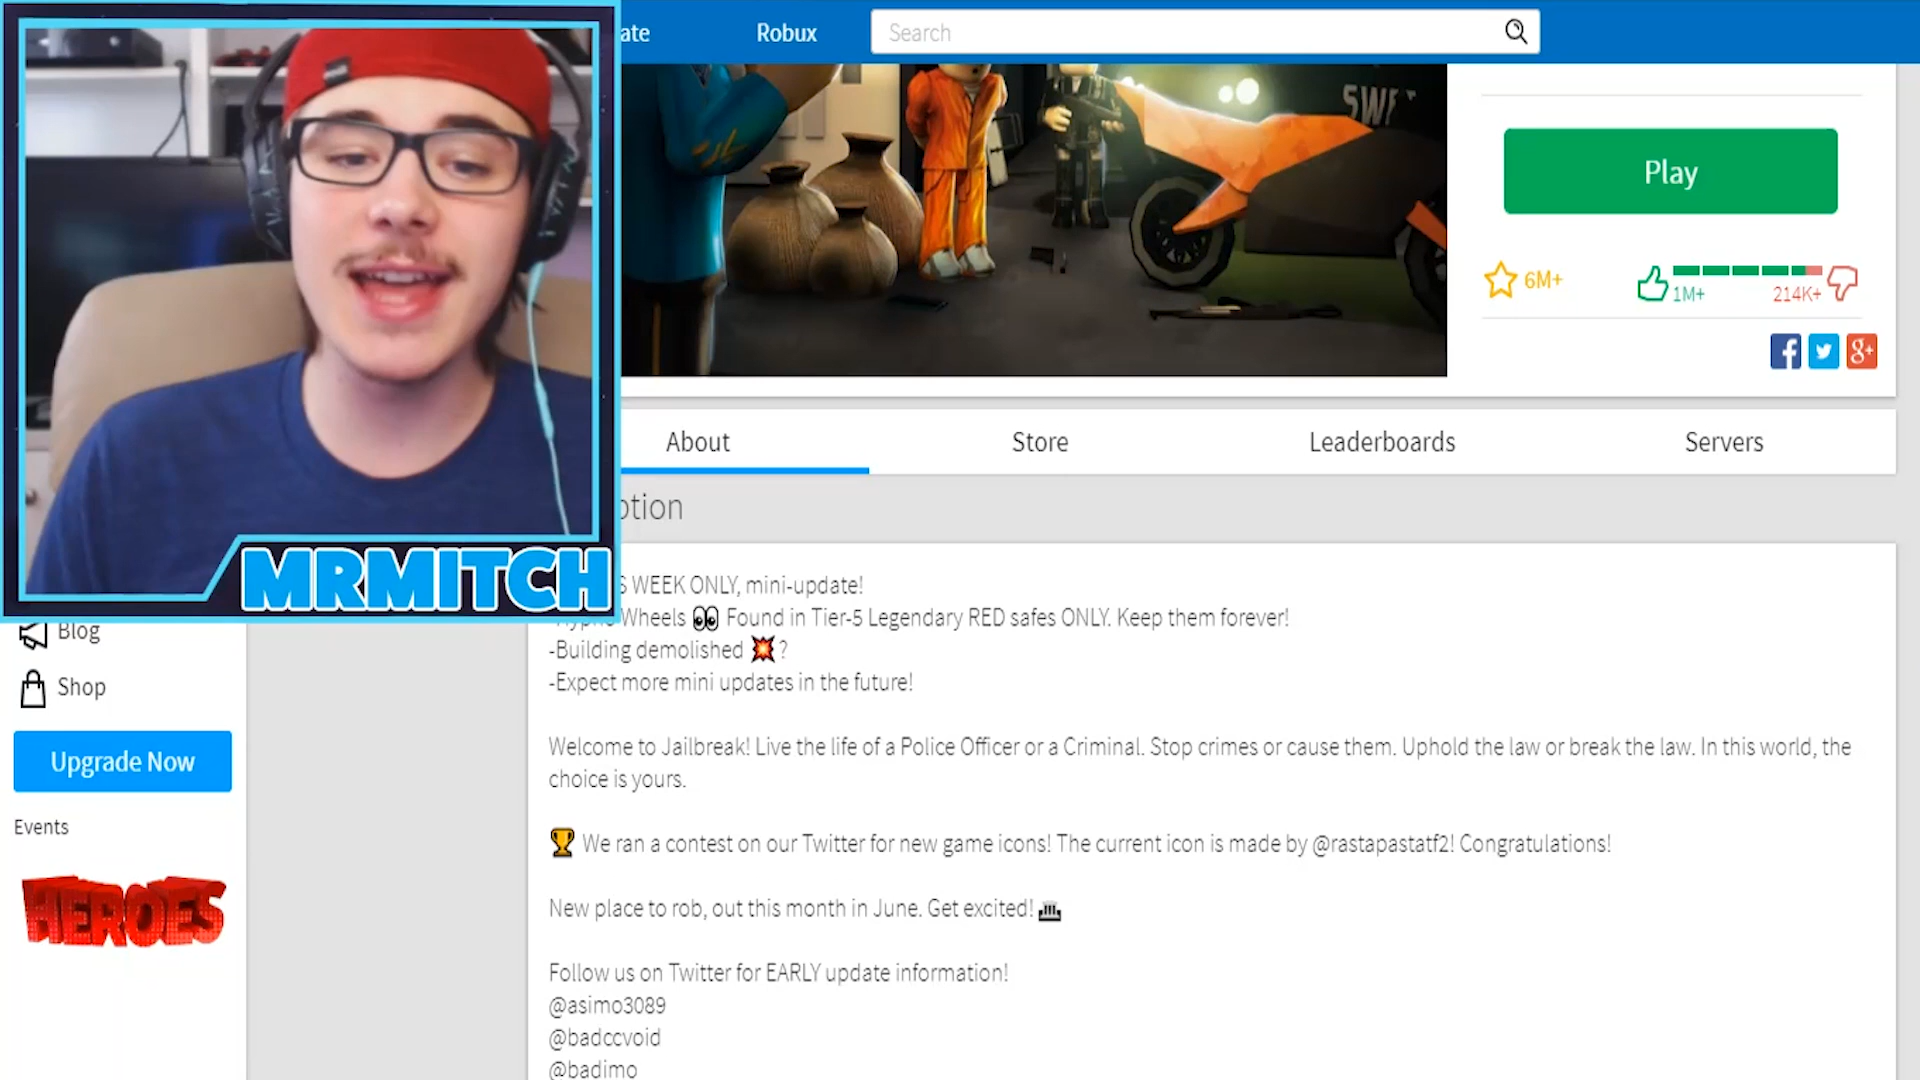 ate
Robux
Search
SW
Play
6M+
1M+
214K+
About
Store
Leaderboards
Servers
ption
MRMITCH
S WEEK ONLY, mini-update!
Wheels 👀 Found in Tier-5 Legendary RED safes ONLY. Keep them forever!
-Building demolished 💥?
-Expect more mini updates in the future!
Welcome to Jailbreak! Live the life of a Police Officer or a Criminal. Stop crimes or cause them. Uphold the law or break the law. In this world, the
choice is yours.
🏆 We ran a contest on our Twitter for new game icons! The current icon is made by @rastapastatf2! Congratulations!
New place to rob, out this month in June. Get excited!
Follow us on Twitter for EARLY update information!
@asimo3089
@badccvoid
@badimo
Blog
Shop
Upgrade Now
Events
HEROES